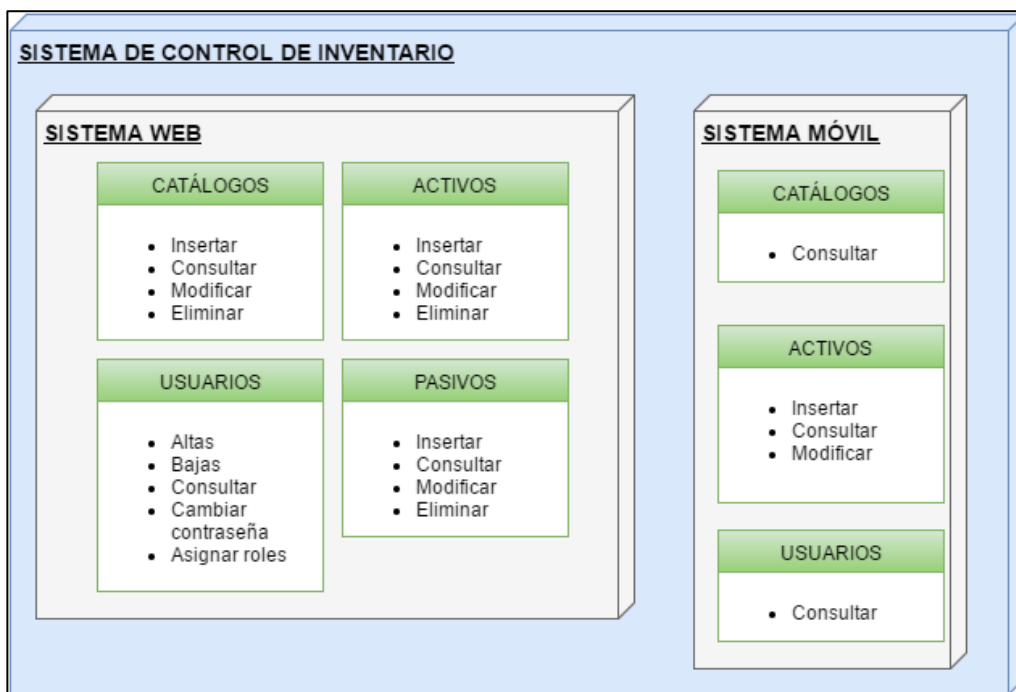 SISTEMA DE CONTROL DE INVENTARIO
SISTEMA WEB
CATÁLOGOS
• Insertar
• Consultar
• Modificar
• Eliminar
ACTIVOS
• Insertar
• Consultar
• Modificar
• Eliminar
USUARIOS
• Altas
• Bajas
• Consultar
• Cambiar
contraseña
• Asignar roles
PASIVOS
• Insertar
• Consultar
• Modificar
• Eliminar
SISTEMA MÓVIL
CATÁLOGOS
• Consultar
ACTIVOS
• Insertar
• Consultar
• Modificar
USUARIOS
• Consultar